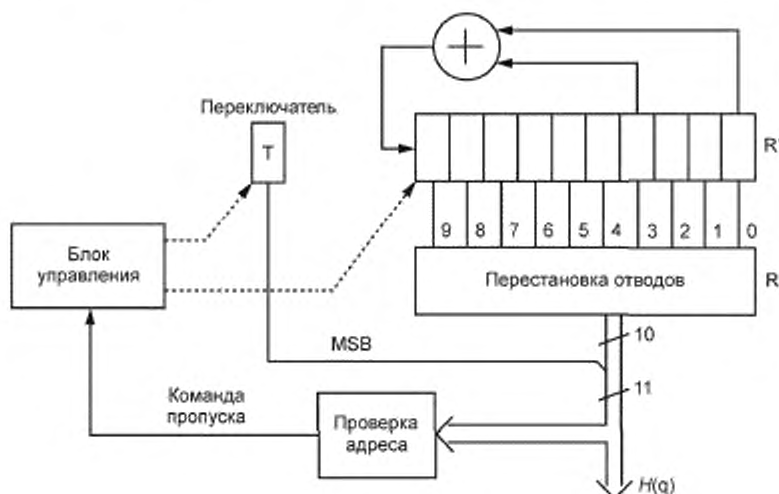 Переключатель
T
R'
9 8 7 6 5 4 3 2 1 0
Блок
управления
Перестановка отводов
R
10
MSB
11
Команда
пропуска
Проверка
адреса
H(q)